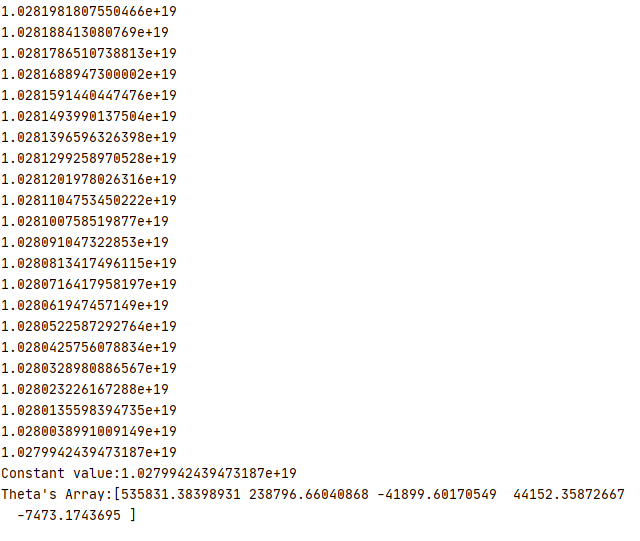 1.0281981807550466e+19
1.028188413080769e+19
1.0281786510738813e+19
1.0281688947300002e+19
1.0281591440447476e+19
1.0281493990137504e+19
1.0281396596326398e+19
1.0281299258970528e+19
1.0281201978026316e+19
1.0281104753450222e+19
1.028100758519877e+19
1.028091047322853e+19
1.0280813417496115e+19
1.0280716417958197e+19
1.028061947457149e+19
1.0280522587292764e+19
1.0280425756078834e+19
1.0280328980886567e+19
1.028023226167288e+19
1.0280135598394735e+19
1.0280038991009149e+19
1.0279942439473187e+19
Constant value:1.0279942439473187e+19
Theta's Array:[535831.38398931 238796.66040868 -41899.60170549  44152.35872667
  -7473.1743695 ]